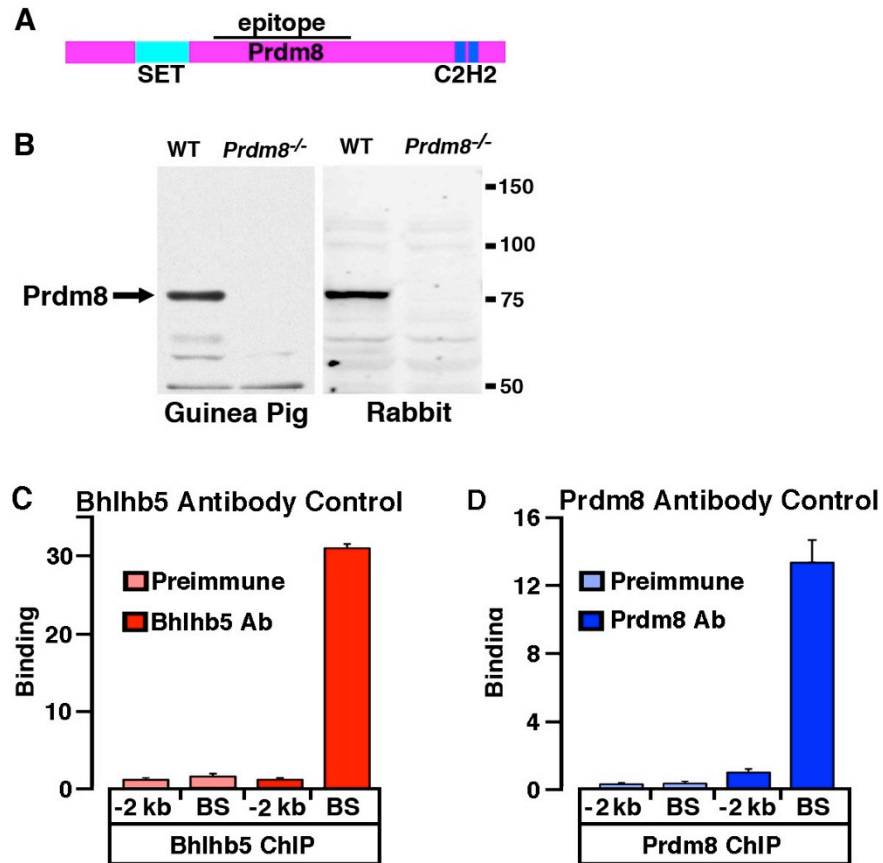 A
epitope
Prdm8
SET C2H2
B
WT Prdm8-/- WT Prdm8-/-
150
100
Prdm8 75
50
Guinea Pig Rabbit
C Bhlhb5 Antibody Control
Binding
30
20
10
0
Preimmune
Bhlhb5 Ab
-2 kb BS -2 kb BS
Bhlhb5 ChIP
D Prdm8 Antibody Control
Binding
16
12
8
4
0
Preimmune
Prdm8 Ab
-2 kb BS -2 kb BS
Prdm8 ChIP